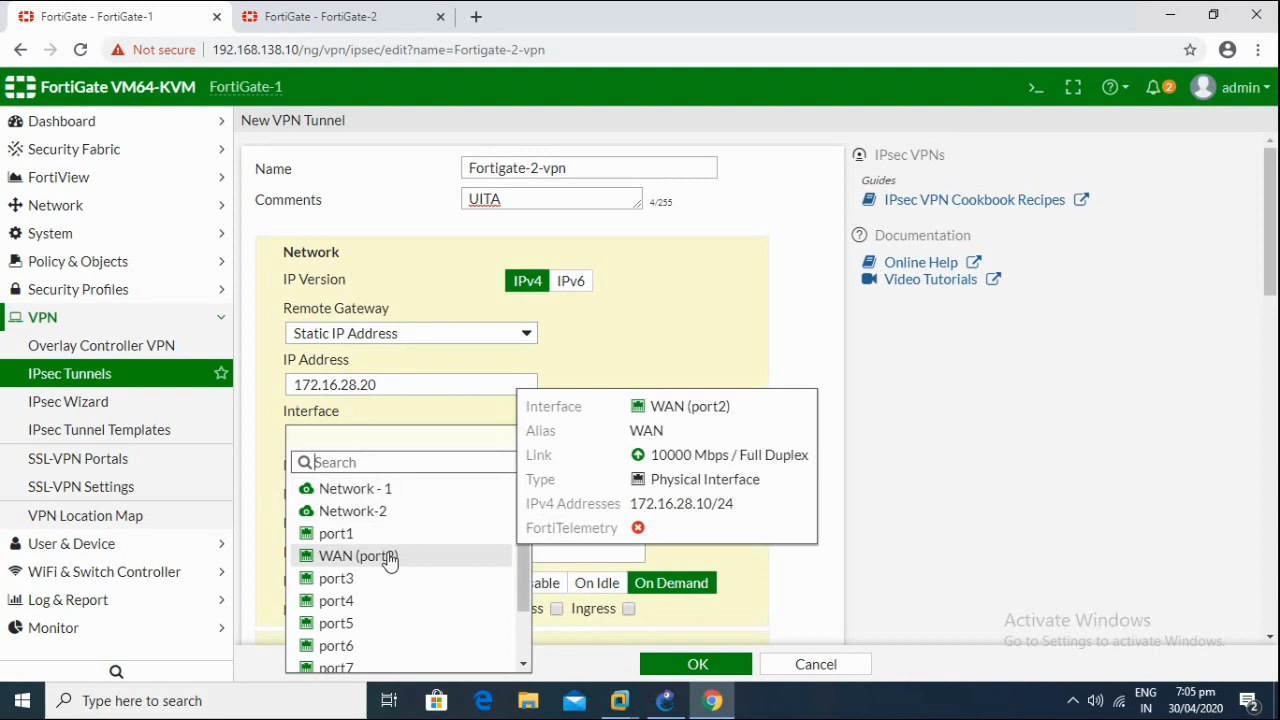 FortiGate - FortiGate-1
FortiGate - FortiGate-2
Not secure
192.168.138.10/ng/vpn/ipsec/edit?name=Fortigate-2-vpn
FortiGate VM64-KVM
FortiGate-1
2
admin
Dashboard
Security Fabric
FortiView
Network
System
Policy & Objects
Security Profiles
VPN
Overlay Controller VPN
IPsec Tunnels
IPsec Wizard
IPsec Tunnel Templates
SSL-VPN Portals
SSL-VPN Settings
VPN Location Map
User & Device
WiFi & Switch Controller
Log & Report
Monitor
New VPN Tunnel
Name
Fortigate-2-vpn
Comments
UITA
4/255
Network
IP Version
IPv4 IPv6
Remote Gateway
Static IP Address
IP Address
172.16.28.20
Interface
Search
Network - 1
Network-2
port1
WAN (port2)
port3
port4
port5
port6
port7
Interface WAN (port2)
Alias WAN
Link 10000 Mbps / Full Duplex
Type Physical Interface
IPv4 Addresses 172.16.28.10/24
FortiTelemetry
On Idle On Demand
Ingress
OK
Cancel
IPsec VPNs
Guides
IPsec VPN Cookbook Recipes
Documentation
Online Help
Video Tutorials
Activate Windows
Go to Settings to activate Windows.
Type here to search
ENG
IN
7:05 pm
30/04/2020
2